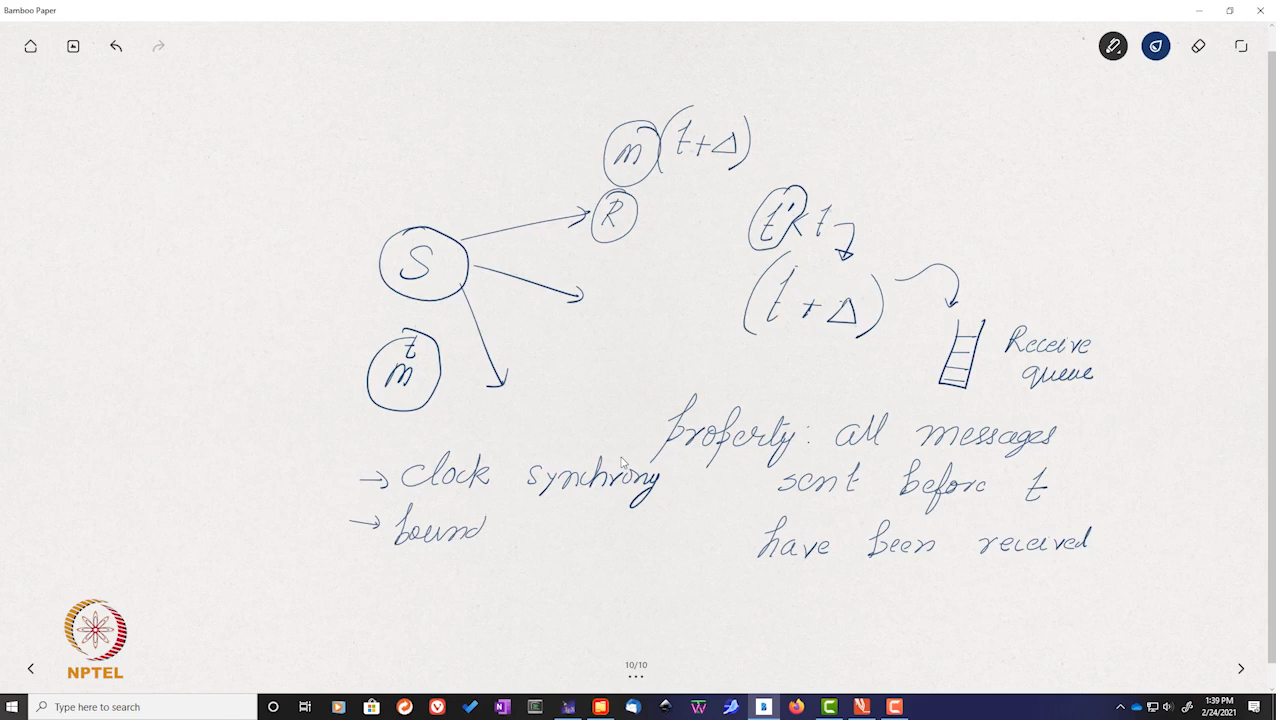 Bamboo Paper
m (t+Δ)
R
S
t' < t
(t + Δ)
t
m
Receive
queue
property: all messages
sent before t
have been received
→ clock synchrony
→ bound
NPTEL
10/10
Type here to search
1:39 PM
2/24/2021